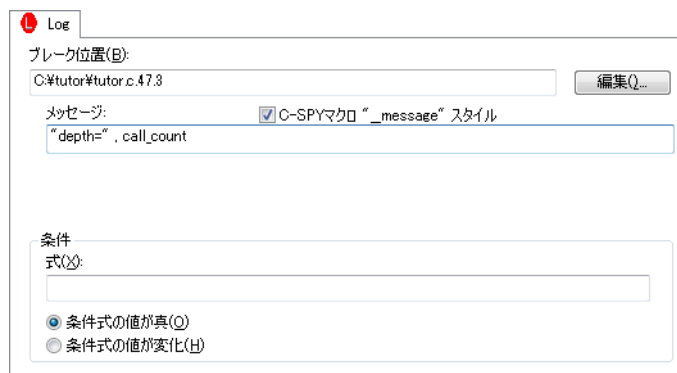 L Log
ブレーク位置(B):
C:¥tutor¥tutor.c.47.3
編集()...
メッセージ:
C-SPYマクロ "_message" スタイル
"depth=" , call_count
条件
式(X):
条件式の値が真(O)
条件式の値が変化(H)